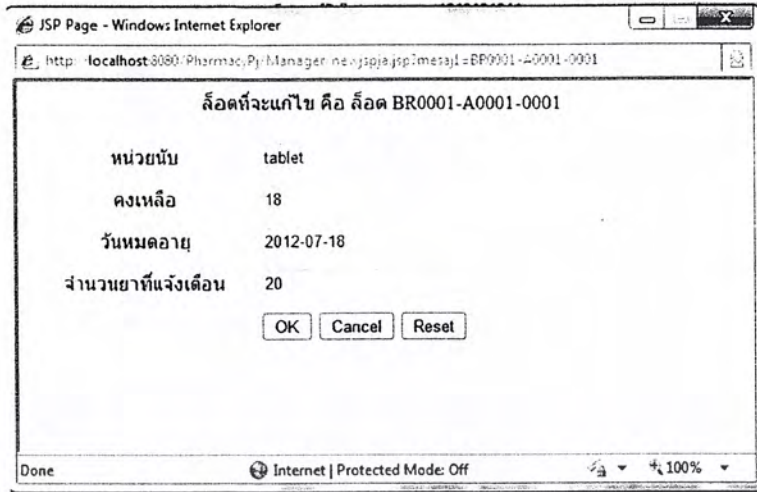 JSP Page - Windows Internet Explorer
localhost:8080/
ล็อตที่จะแก้ไข คือ ล็อต BR0001-A0001-0001
หน่วยนับ tablet
คงเหลือ 18
วันหมดอายุ 2012-07-18
จำนวนยาที่แจ้งเตือน 20
OK Cancel Reset
Done Internet | Protected Mode: Off 100%